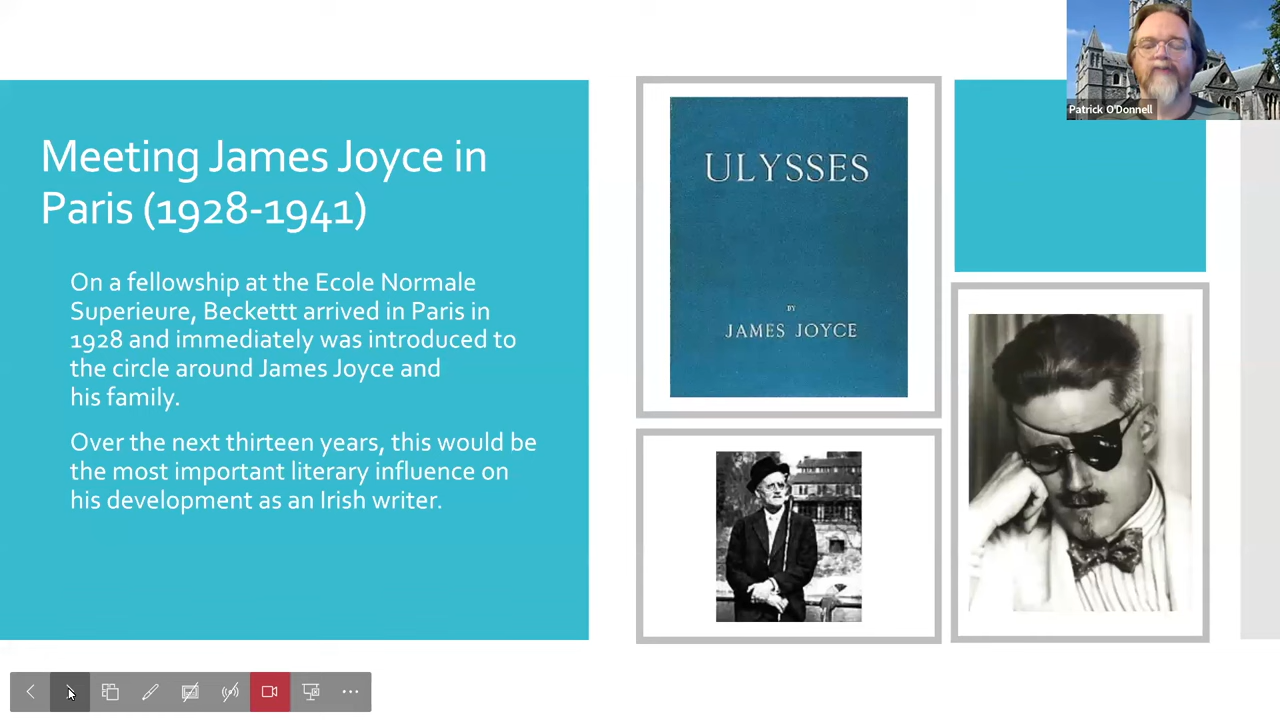 Meeting James Joyce in
Paris (1928-1941)
On a fellowship at the Ecole Normale
Superieure, Beckettt arrived in Paris in
1928 and immediately was introduced to
the circle around James Joyce and
his family.
Over the next thirteen years, this would be
the most important literary influence on
his development as an Irish writer.
ULYSSES
BY
JAMES JOYCE
Patrick O'Donnell